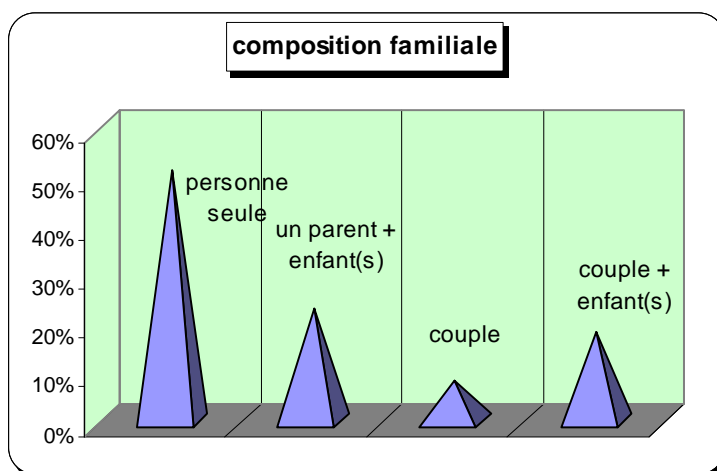 composition familiale
60%
50%
40%
30%
20%
10%
0%
personne
seule
un parent +
enfant(s)
couple
couple +
enfant(s)